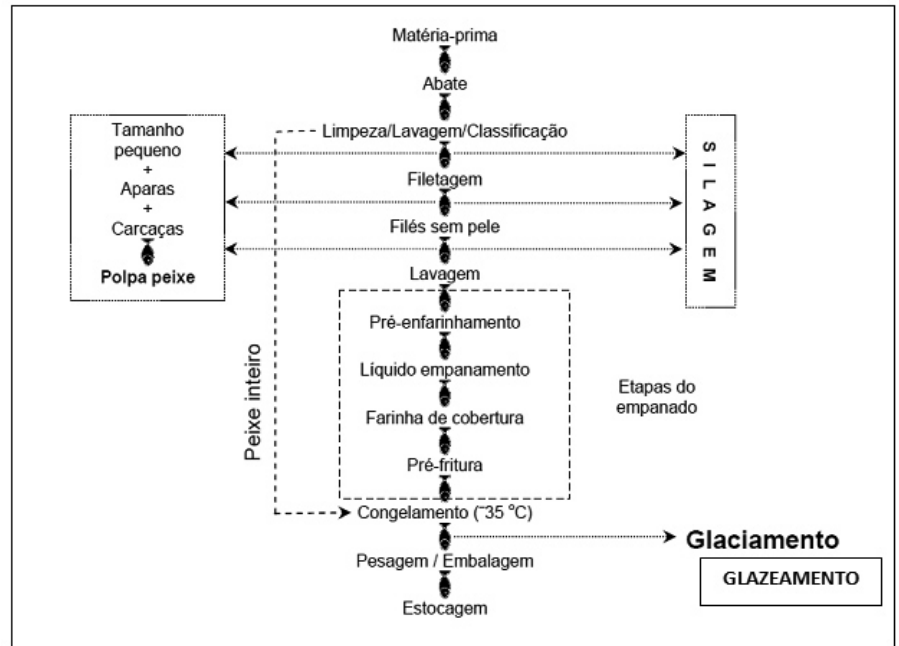 Matéria-prima
Abate
Limpeza/Lavagem/Classificação
Filetagem
Filés sem pele
Lavagem
Tamanho
pequeno
+
Aparas
+
Carcaças
Polpa peixe
SILAGEM
Peixe inteiro
Pré-enfarinhamento
Líquido empanamento
Farinha de cobertura
Pré-fritura
Etapas do
empanado
Congelamento (¯35 °C)
Glaciamento
GLAZEAMENTO
Pesagem / Embalagem
Estocagem